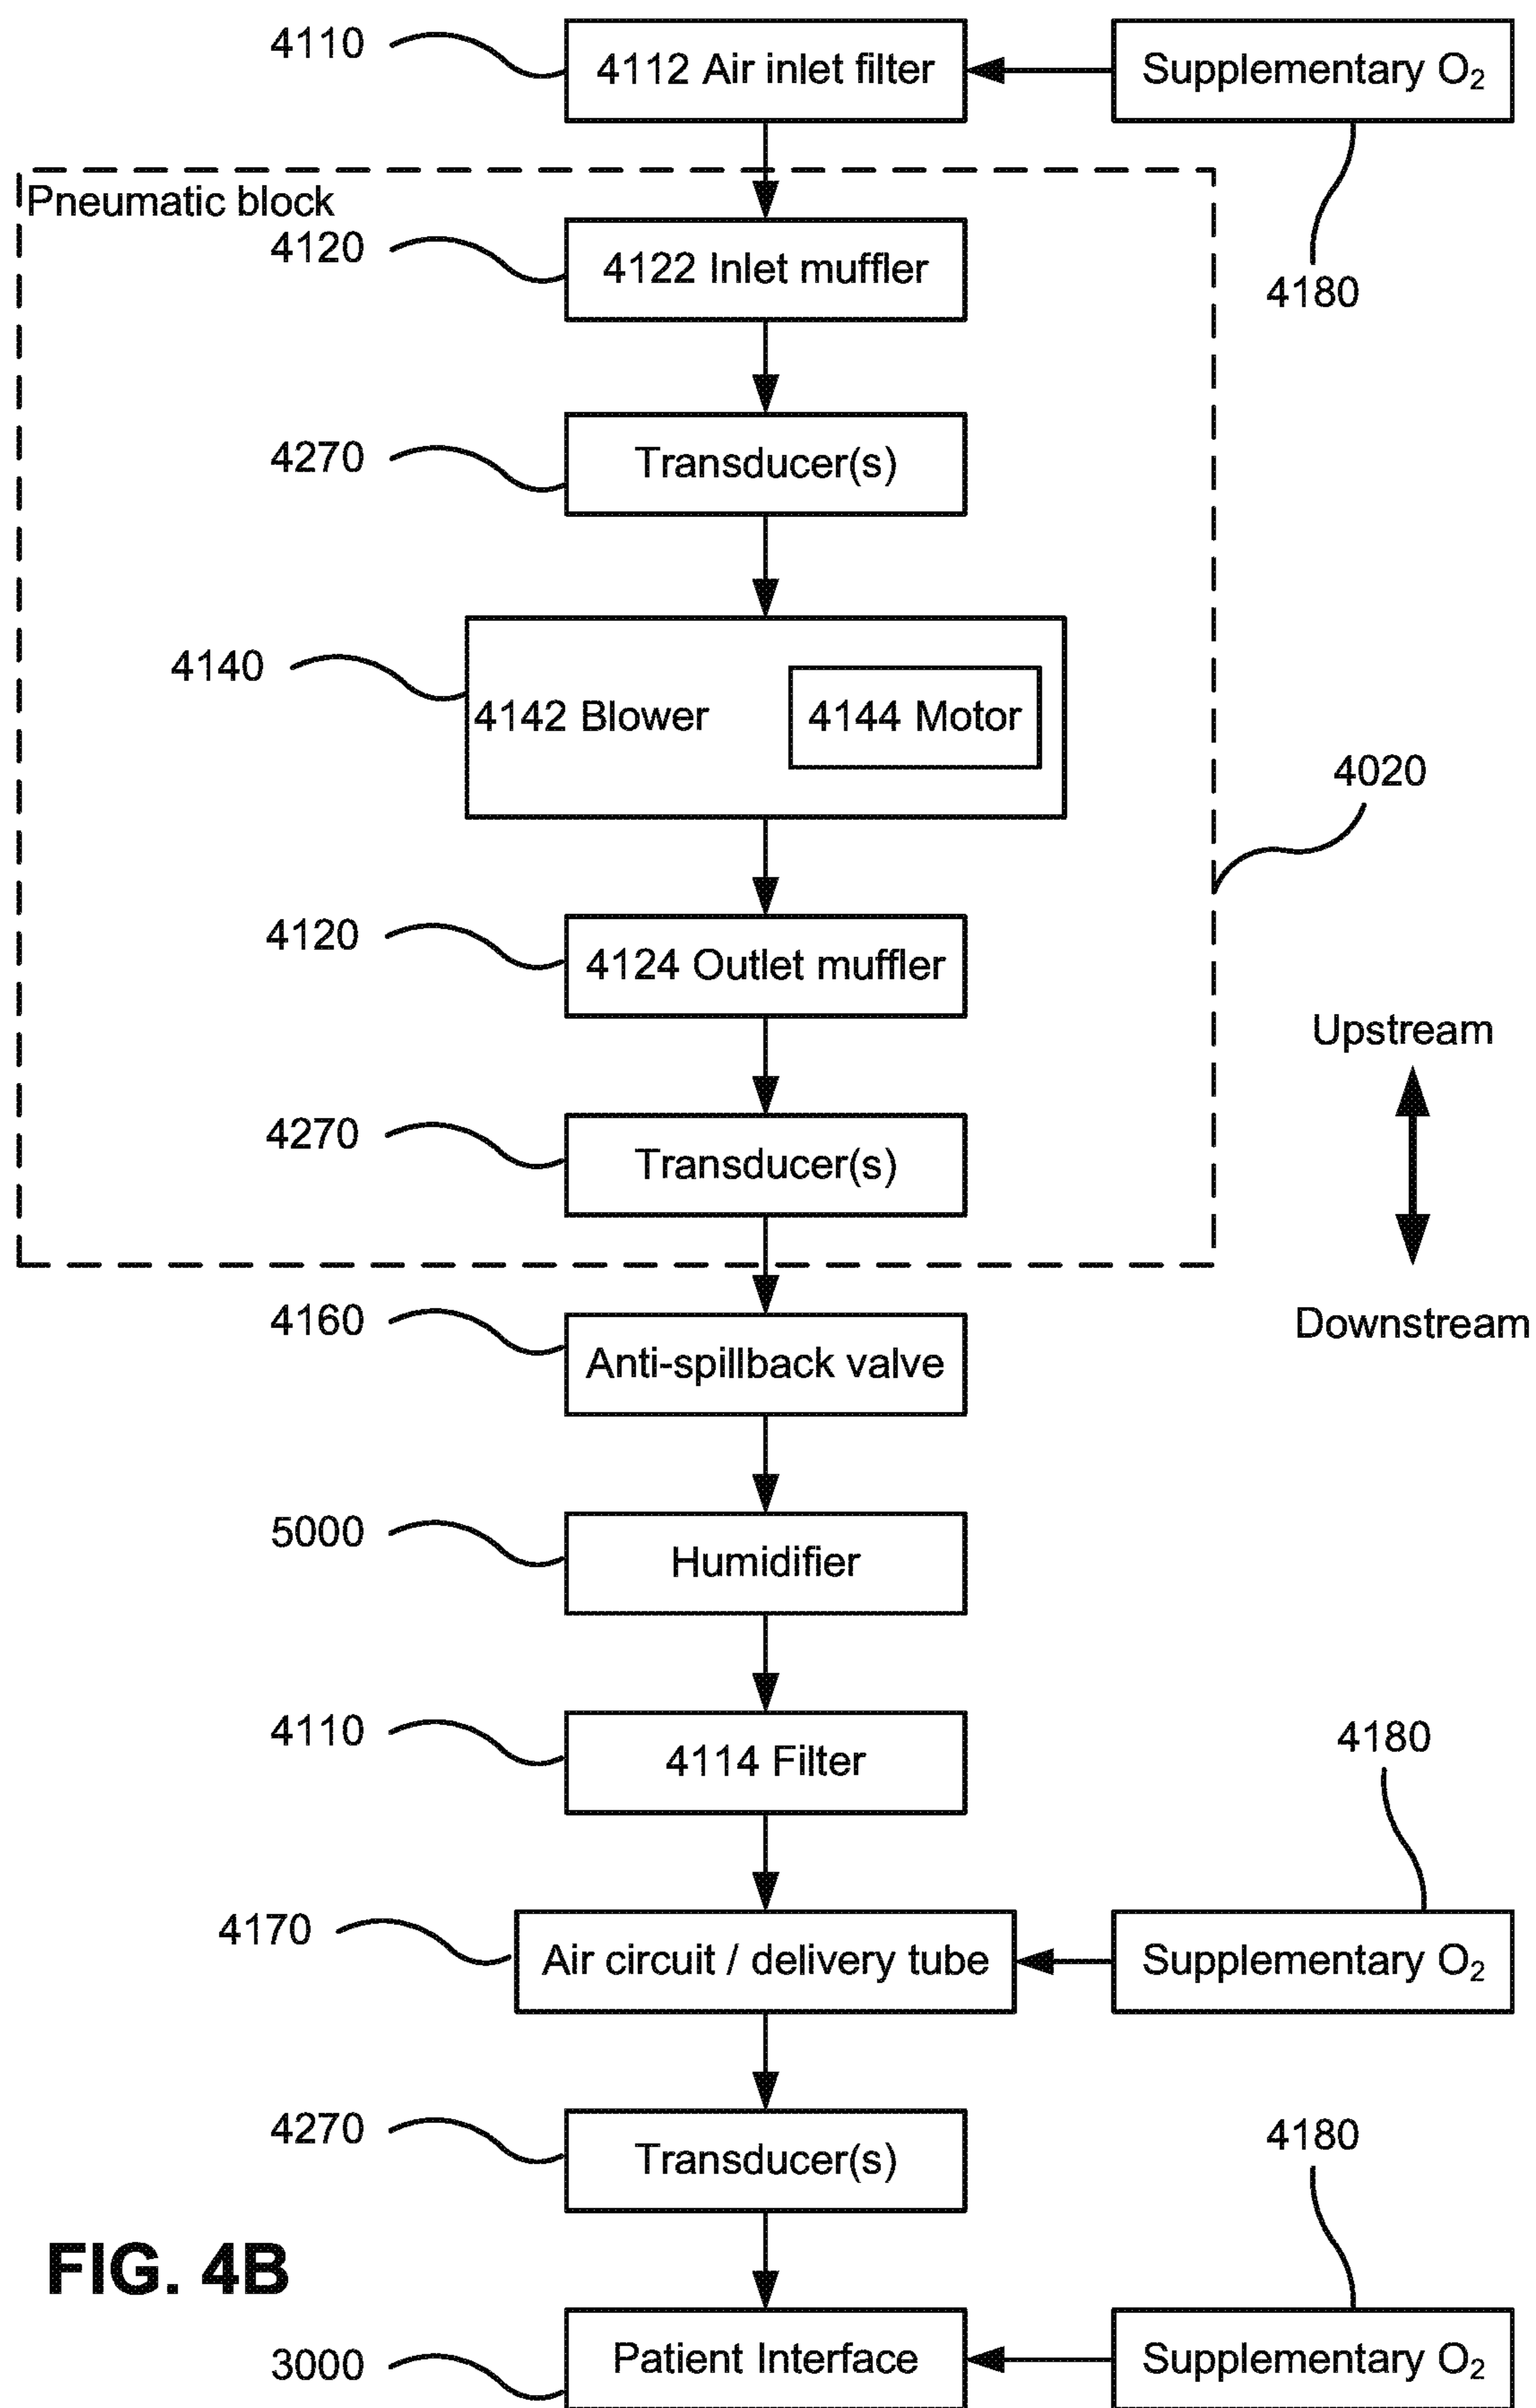 4110
4112 Air inlet filter
Supplementary O₂
Pneumatic block
4120
4122 Inlet muffler
4180
4270
Transducer(s)
4140
4142 Blower
4144 Motor
4020
4120
4124 Outlet muffler
Upstream
4270
Transducer(s)
4160
Anti-spillback valve
Downstream
5000
Humidifier
4110
4114 Filter
4180
4170
Air circuit / delivery tube
Supplementary O₂
4270
Transducer(s)
4180
FIG. 4B
3000
Patient Interface
Supplementary O₂